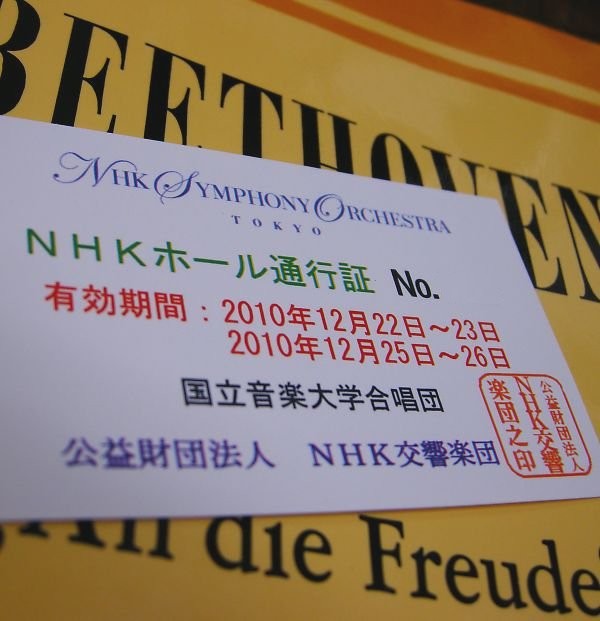 BEETHOVEN
NHK SYMPHONY ORCHESTRA
TOKYO
NHKホール通行証 No.
有効期間：2010年12月22日～23日
2010年12月25日～26日
国立音楽大学合唱団
公益財団法人 NHK交響楽団
公益財団法人
NHK交響
楽団之印
An die Freude